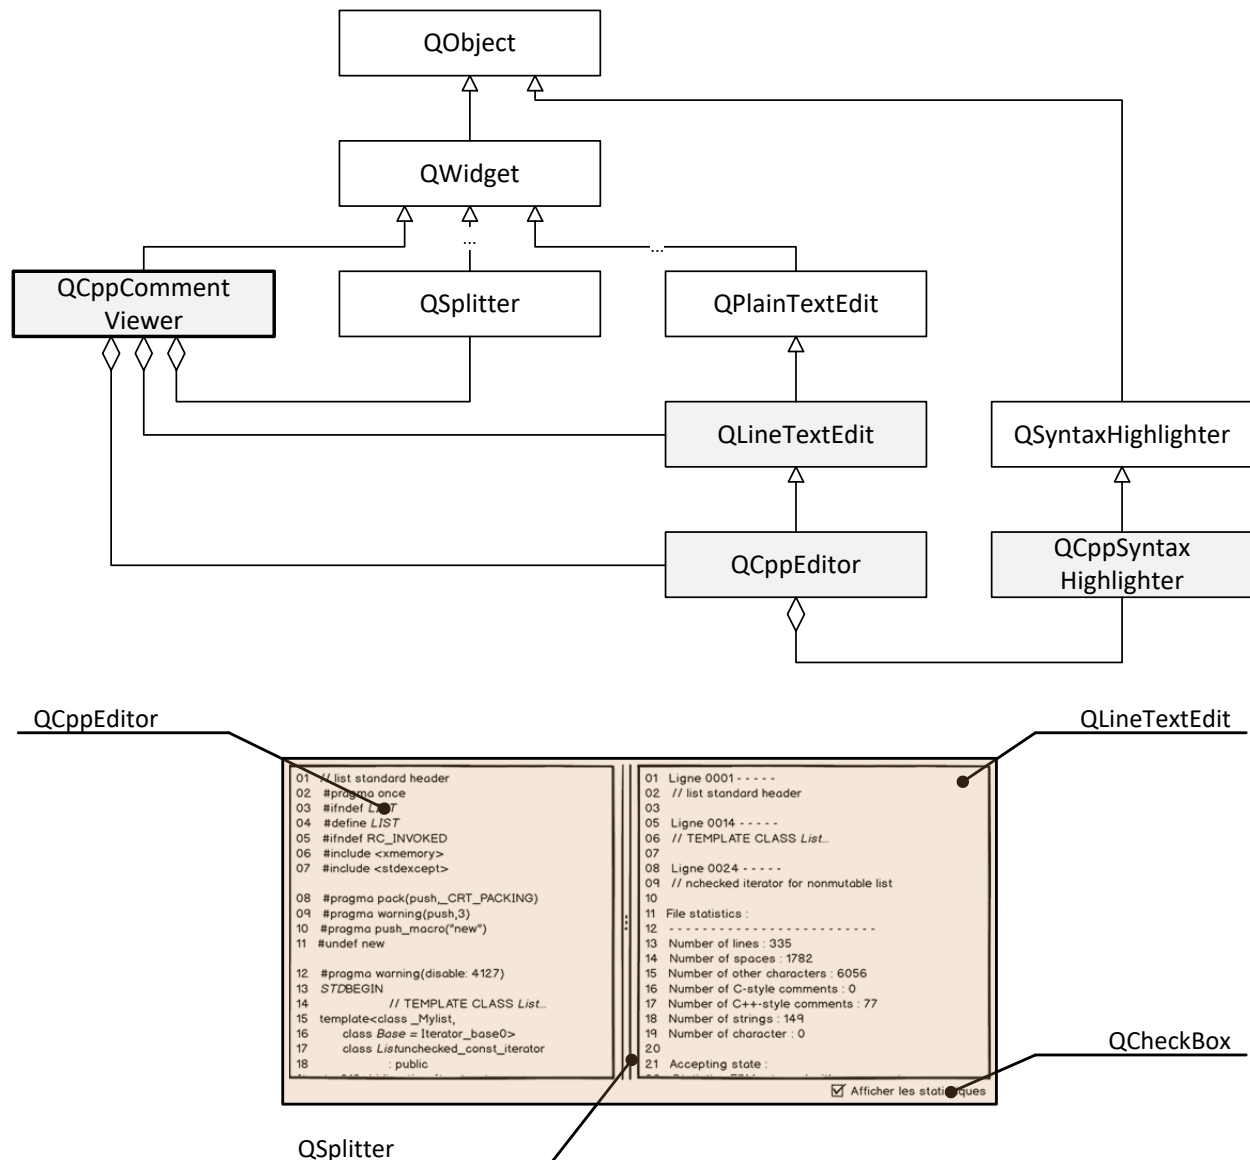 QObject
QWidget
...
...
QCppComment
Viewer
QSplitter
QPlainTextEdit
QLineTextEdit
QSyntaxHighlighter
QCppEditor
QCppSyntax
Highlighter
QCppEditor
QLineTextEdit
01 // list standard header
02 #pragma once
03 #ifndef LIST
04 #define LIST
05 #ifndef RC_INVOKED
06 #include <xmemory>
07 #include <stdexcept>
08 #pragma pack(push,_CRT_PACKING)
09 #pragma warning(push,3)
10 #pragma push_macro("new")
11 #undef new
12 #pragma warning(disable: 4127)
13 STDBEGIN
14 // TEMPLATE CLASS List...
15 template<class _Mylist,
16 class Base = Iterator_base0>
17 class Listunchecked_const_iterator
18 : public
01 Ligne 0001 - - - - -
02 // list standard header
03
05 Ligne 0014 - - - - -
06 // TEMPLATE CLASS List...
07
08 Ligne 0024 - - - - -
09 // nchecked iterator for nonmutable list
10
11 File statistics :
12 - - - - - - - - - - - - - - - - - - - - - - - - -
13 Number of lines : 335
14 Number of spaces : 1782
15 Number of other characters : 6056
16 Number of C-style comments : 0
17 Number of C++-style comments : 77
18 Number of strings : 149
19 Number of character : 0
20
21 Accepting state :
Afficher les statistiques
QCheckBox
QSplitter